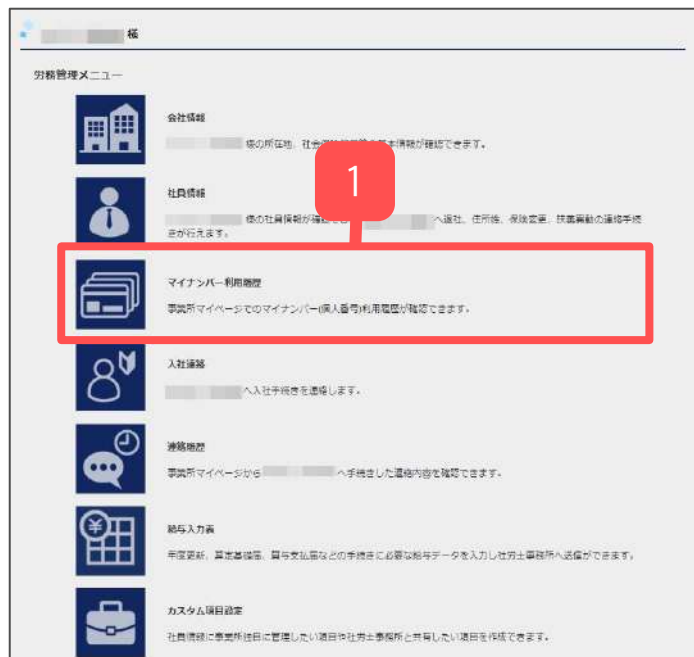 様
労務管理メニュー
会社情報
様の所在地、社会
本情報が確認できます。
1
社員情報
様の社員情報が確認でき
へ退社、住所姓、保険変更、扶養異動の連絡手続
きが行えます。
マイナンバー利用履歴
事業所マイページでのマイナンバー(個人番号)利用履歴が確認できます。
入社連絡
へ入社手続きを連絡します。
連絡履歴
事業所マイページから
へ手続きした連絡内容を確認できます。
給与入力表
年度更新、算定基礎届、賞与支払届などの手続きに必要な給与データを入力し社労士事務所へ送信ができます。
カスタム項目設定
社員情報に事業所独自に管理したい項目や社労士事務所と共有したい項目を作成できます。